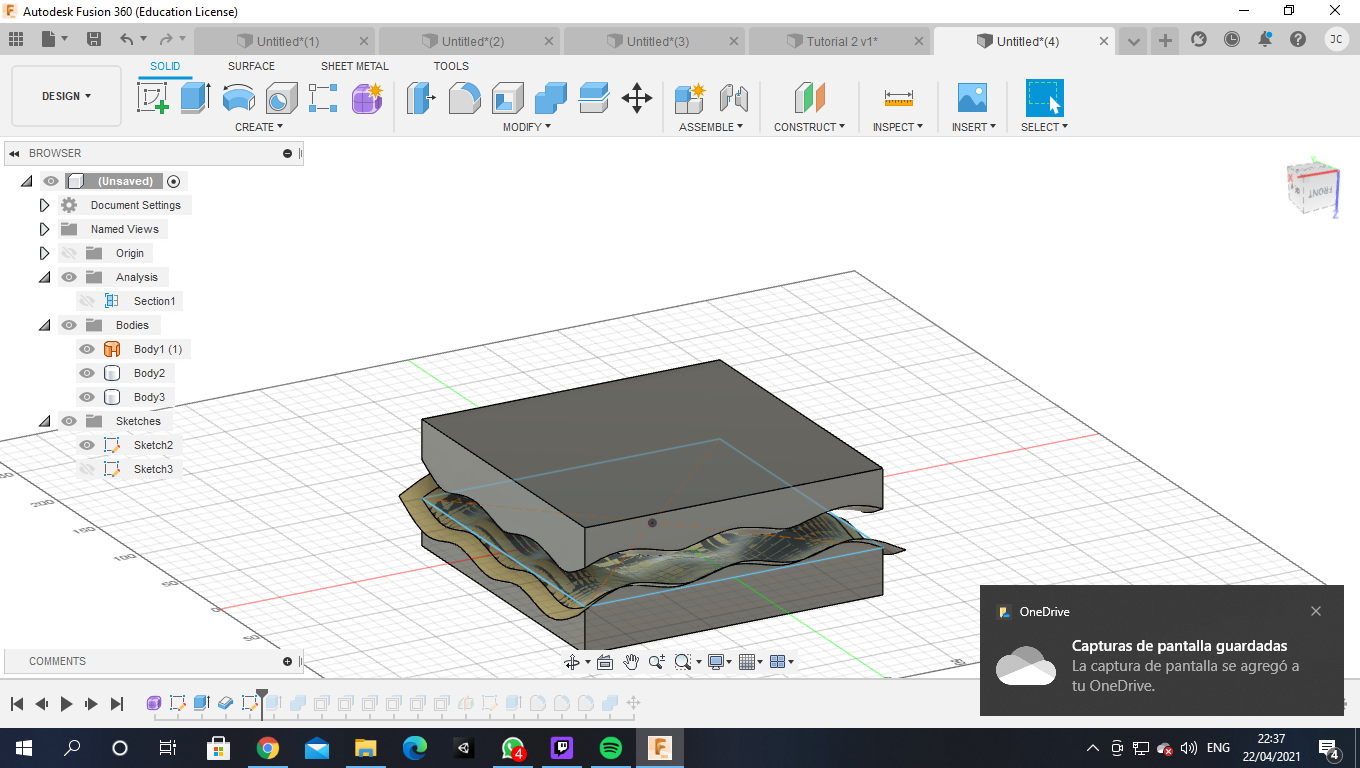 Autodesk Fusion 360 (Education License)
Untitled*(1)
Untitled*(2)
Untitled*(3)
Tutorial 2 v1*
Untitled*(4)
JC
DESIGN
SOLID
SURFACE
SHEET METAL
TOOLS
CREATE
MODIFY
ASSEMBLE
CONSTRUCT
INSPECT
INSERT
SELECT
BROWSER
(Unsaved)
Document Settings
Named Views
Origin
Analysis
Section1
Bodies
Body1 (1)
Body2
Body3
Sketches
Sketch2
Sketch3
FRONT
X
Y
Z
200
150
100
50
0
50
COMMENTS
OneDrive
Capturas de pantalla guardadas
La captura de pantalla se agregó a
tu OneDrive.
4
ENG
22:37
22/04/2021
4